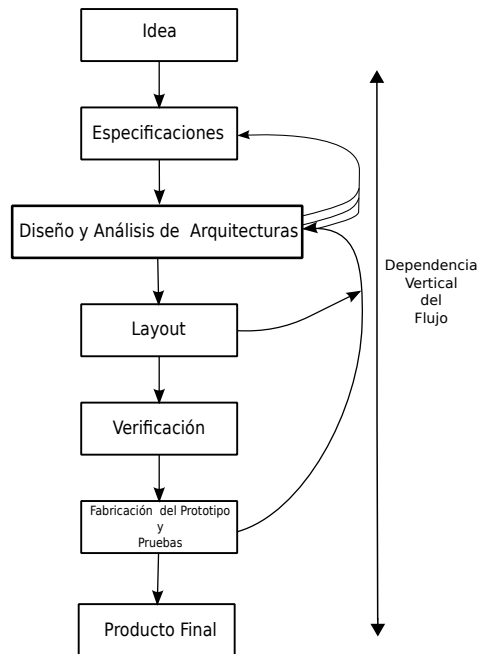 Idea
Especificaciones
Diseño y Análisis de Arquitecturas
Dependencia
Vertical
del
Flujo
Layout
Verificación
Fabricación del Prototipo
y
Pruebas
Producto Final